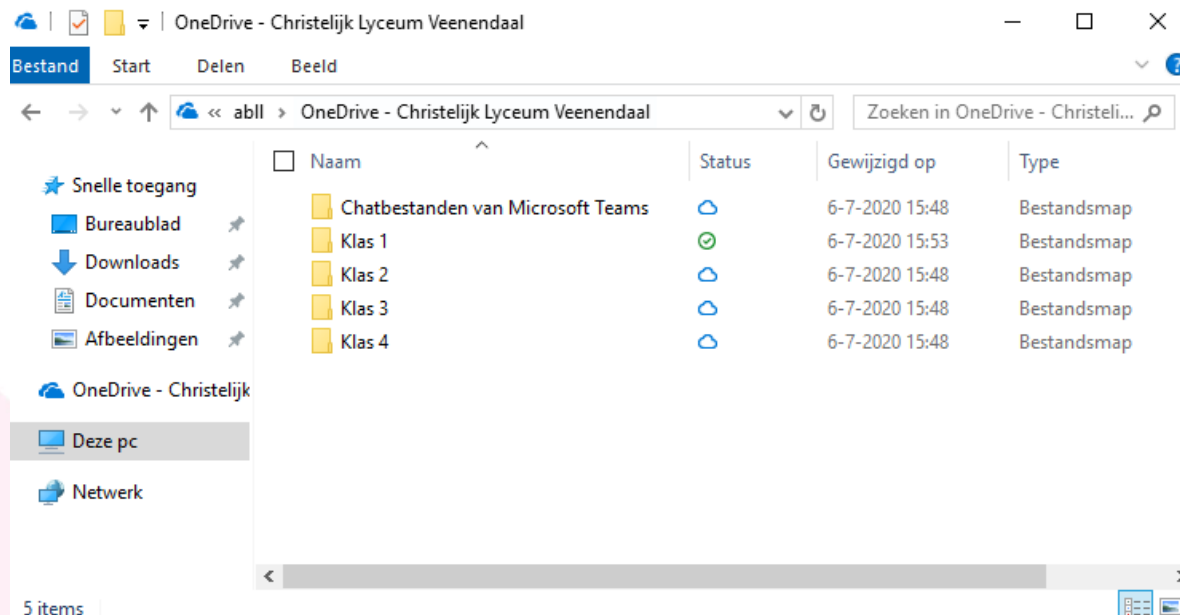 OneDrive - Christelijk Lyceum Veenendaal
Bestand Start Delen Beeld ?
« abll > OneDrive - Christelijk Lyceum Veenendaal
Zoeken in OneDrive - Christeli...
Naam Status Gewijzigd op Type
Snelle toegang
Bureaublad
Downloads
Documenten
Afbeeldingen
OneDrive - Christelijk
Deze pc
Netwerk
Chatbestanden van Microsoft Teams 6-7-2020 15:48 Bestandsmap
Klas 1 6-7-2020 15:53 Bestandsmap
Klas 2 6-7-2020 15:48 Bestandsmap
Klas 3 6-7-2020 15:48 Bestandsmap
Klas 4 6-7-2020 15:48 Bestandsmap
5 items